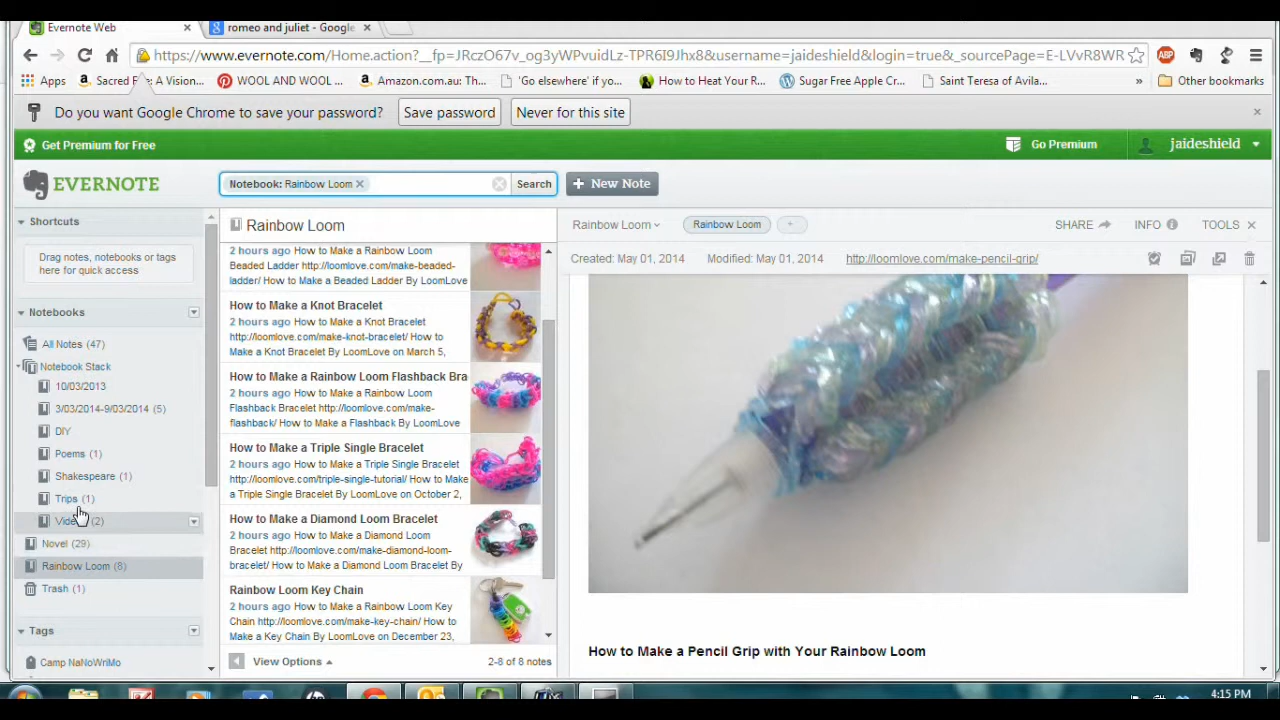 Evernote Web
romeo and juliet - Google
https://www.evernote.com/Home.action?__fp=JRczO67v_og3yWPvuidLz-TPR6I9Jhx8&username=jaideshield&login=true&_sourcePage=E-LVvR8WR
Apps
Sacred
e: A Vision...
WOOL AND WOOL ...
Amazon.com.au: T...
'Go elsewhere' if yo...
How to Heat Your R...
Sugar Free Apple Cr...
Saint Teresa of Avila...
»
Other bookmarks
Do you want Google Chrome to save your password?
Save password
Never for this site
Get Premium for Free
Go Premium
jaideshield
EVERNOTE
Notebook: Rainbow Loom
Search
+ New Note
Shortcuts
Drag notes, notebooks or tags
here for quick access
Notebooks
All Notes (47)
Notebook Stack
10/03/2013
3/03/2014-9/03/2014 (5)
DIY
Poems (1)
Shakespeare (1)
Trips (1)
(2)
Novel (29)
Rainbow Loom (8)
Trash (1)
Tags
Camp NaNoWriMo
Rainbow Loom
2 hours ago How to Make a Rainbow Loom
Beaded Ladder http://loomlove.com/make-beaded-
ladder/ How to Make a Beaded Ladder By LoomLove
How to Make a Knot Bracelet
2 hours ago How to Make a Knot Bracelet
http://loomlove.com/make-knot-bracelet/ How to
Make a Knot Bracelet By LoomLove on March 5,
How to Make a Rainbow Loom Flashback Bra
2 hours ago How to Make a Rainbow Loom
Flashback Bracelet http://loomlove.com/make-
flashback/ How to Make a Flashback By LoomLove
How to Make a Triple Single Bracelet
2 hours ago How to Make a Triple Single Bracelet
http://loomlove.com/triple-single-tutorial/ How to Make
a Triple Single Bracelet By LoomLove on October 2,
How to Make a Diamond Loom Bracelet
2 hours ago How to Make a Diamond Loom
Bracelet http://loomlove.com/make-diamond-loom-
bracelet/ How to Make a Diamond Loom Bracelet By
Rainbow Loom Key Chain
2 hours ago How to Make a Rainbow Loom Key
Chain http://loomlove.com/make-key-chain/ How to
Make a Key Chain By LoomLove on December 23,
View Options
2-8 of 8 notes
Rainbow Loom
Rainbow Loom
+
SHARE
INFO
TOOLS
Created: May 01, 2014
Modified: May 01, 2014
http://loomlove.com/make-pencil-grip/
How to Make a Pencil Grip with Your Rainbow Loom
4:15 PM